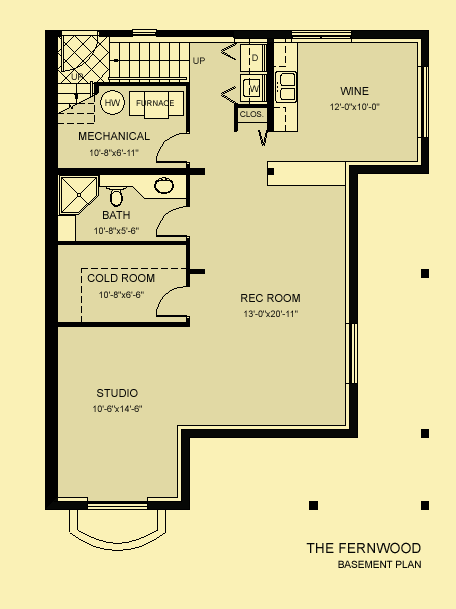 UP
D
UP
W
WINE
12'-0"x10'-0"
HW
FURNACE
CLOS.
MECHANICAL
10'-8"x6'-11"
BATH
10'-8"x5'-6"
COLD ROOM
10'-8"x6'-6"
REC ROOM
13'-0"x20'-11"
STUDIO
10'-6"x14'-6"
THE FERNWOOD
BASEMENT PLAN